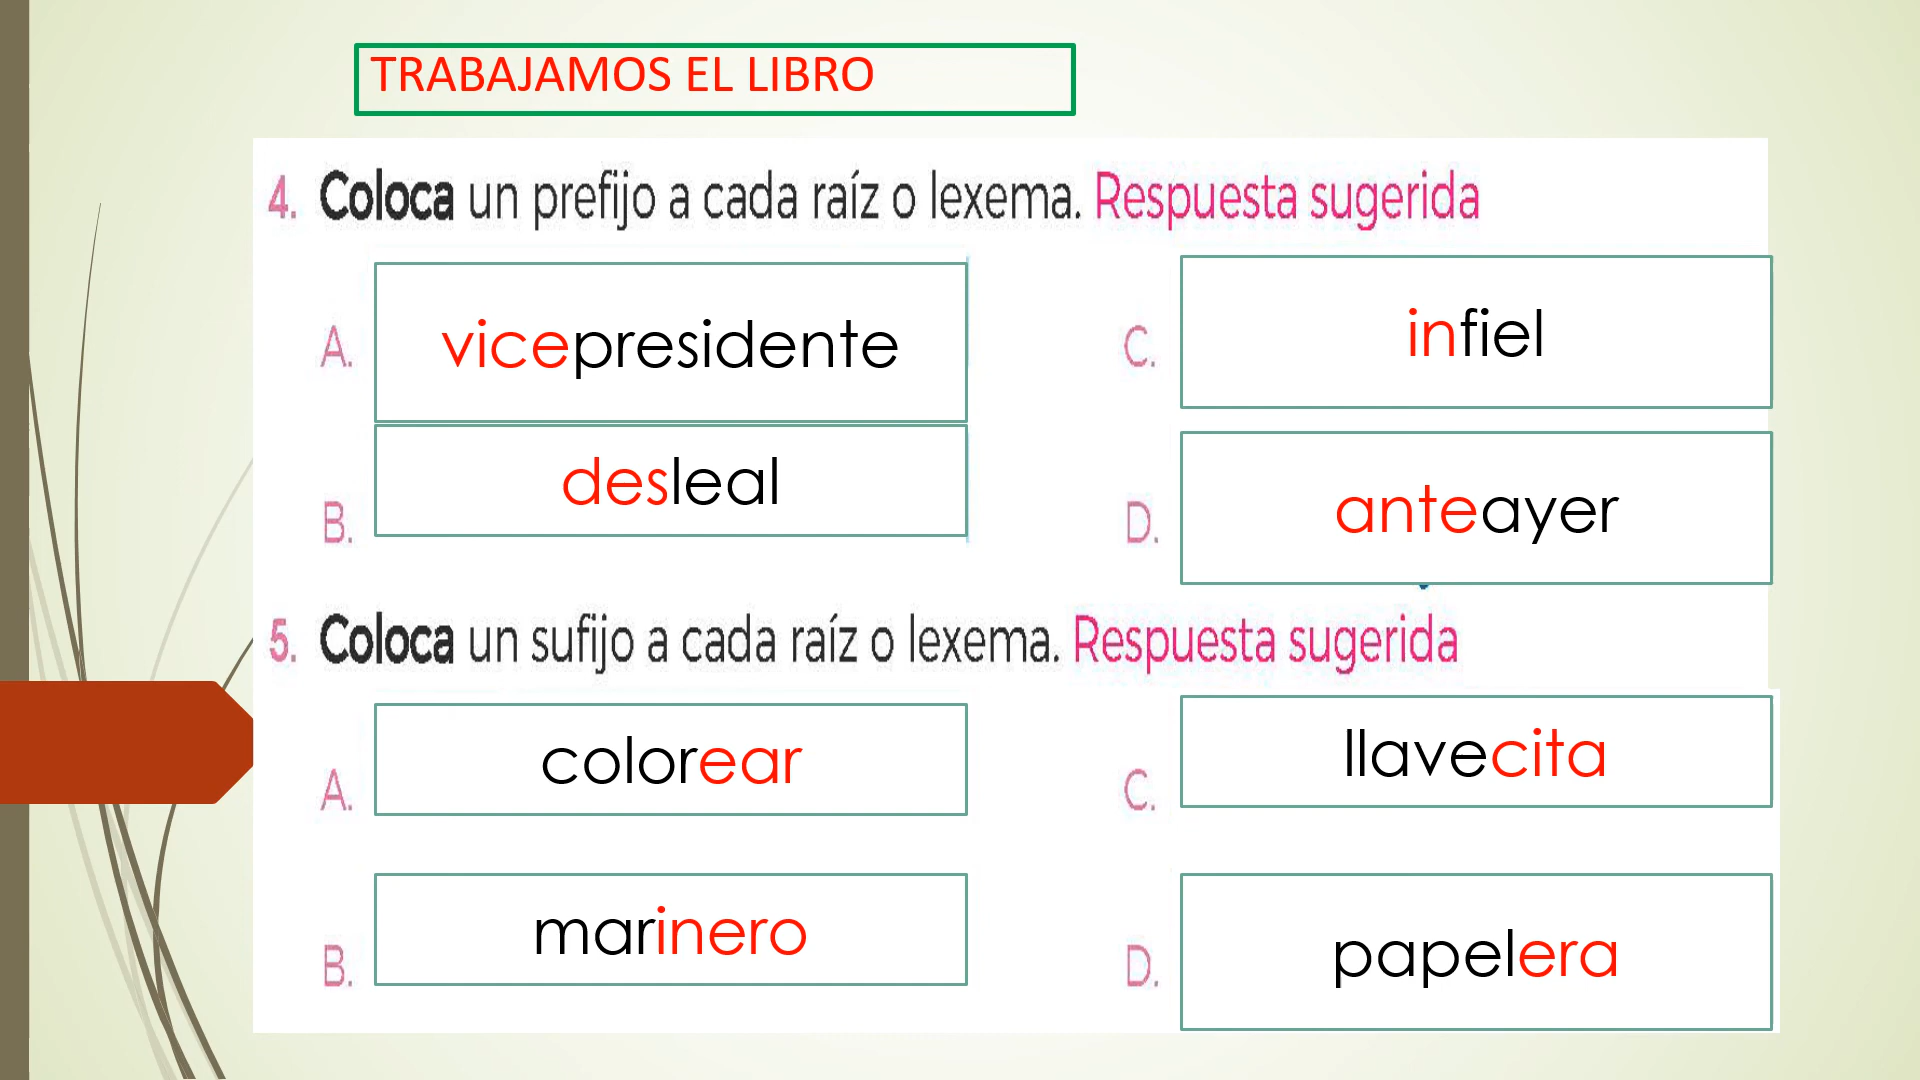 TRABAJAMOS EL LIBRO
4. Coloca un prefijo a cada raíz o lexema. Respuesta sugerida
A. vicepresidente
C. infiel
B. desleal
D. anteayer
5. Coloca un sufijo a cada raíz o lexema. Respuesta sugerida
A. colorear
C. llavecita
B. marinero
D. papelera